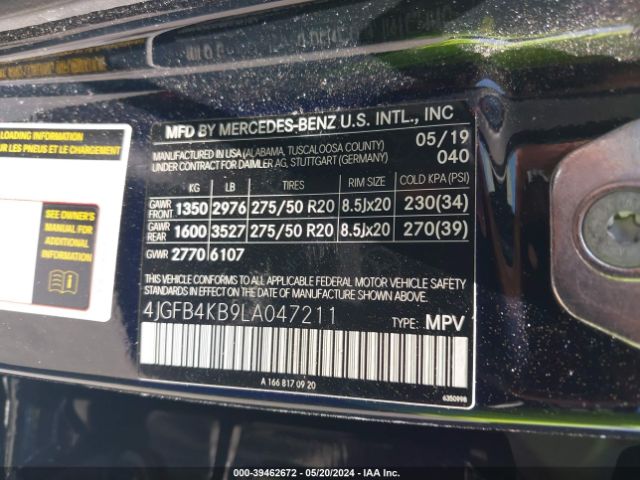 LOADING INFORMATION
UR LES PNEUS ET LE CHARGEMENT
SEE OWNER'S
MANUAL FOR
ADDITIONAL
INFORMATION
MFD BY MERCEDES-BENZ U.S. INTL., INC
MANUFACTURED IN USA (ALABAMA, TUSCALOOSA COUNTY) 05/19
UNDER CONTRACT FOR DAIMLER AG, STUTTGART (GERMANY) 040
KG LB TIRES RIM SIZE COLD KPA (PSI)
GAWR FRONT 1350 2976 275/50 R20 8.5Jx20 230(34)
GAWR REAR 1600 3527 275/50 R20 8.5Jx20 270(39)
GVWR 2770 6107
THIS VEHICLE CONFORMS TO ALL APPLICABLE FEDERAL MOTOR VEHICLE SAFETY
STANDARDS IN EFFECT ON THE DATE OF MANUFACTURE SHOWN ABOVE.
4JGFB4KB9LA047211 TYPE: MPV
A 166 817 09 20
6350998
000-39462672 - 05/20/2024 - IAA Inc.